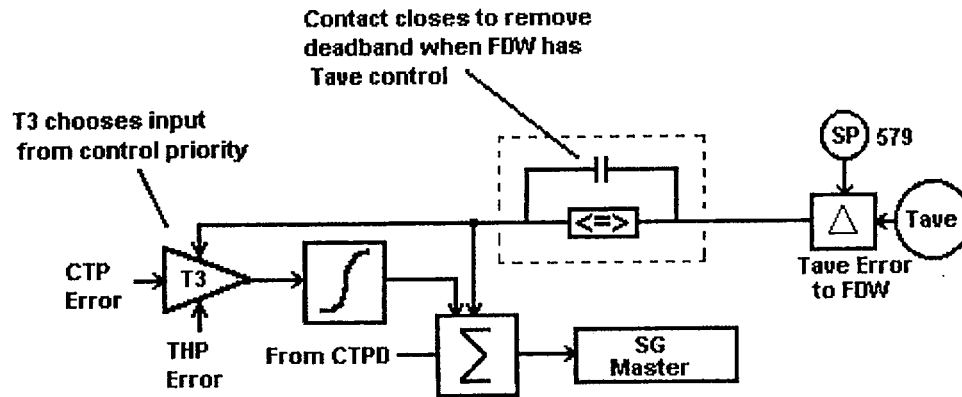 Contact closes to remove
deadband when FDW has
Tave control
T3 chooses input
from control priority
SP 579
<=>
△
Tave
Tave Error
to FDW
CTP
Error
T3
THP
Error
From CTPD
Σ
SG
Master